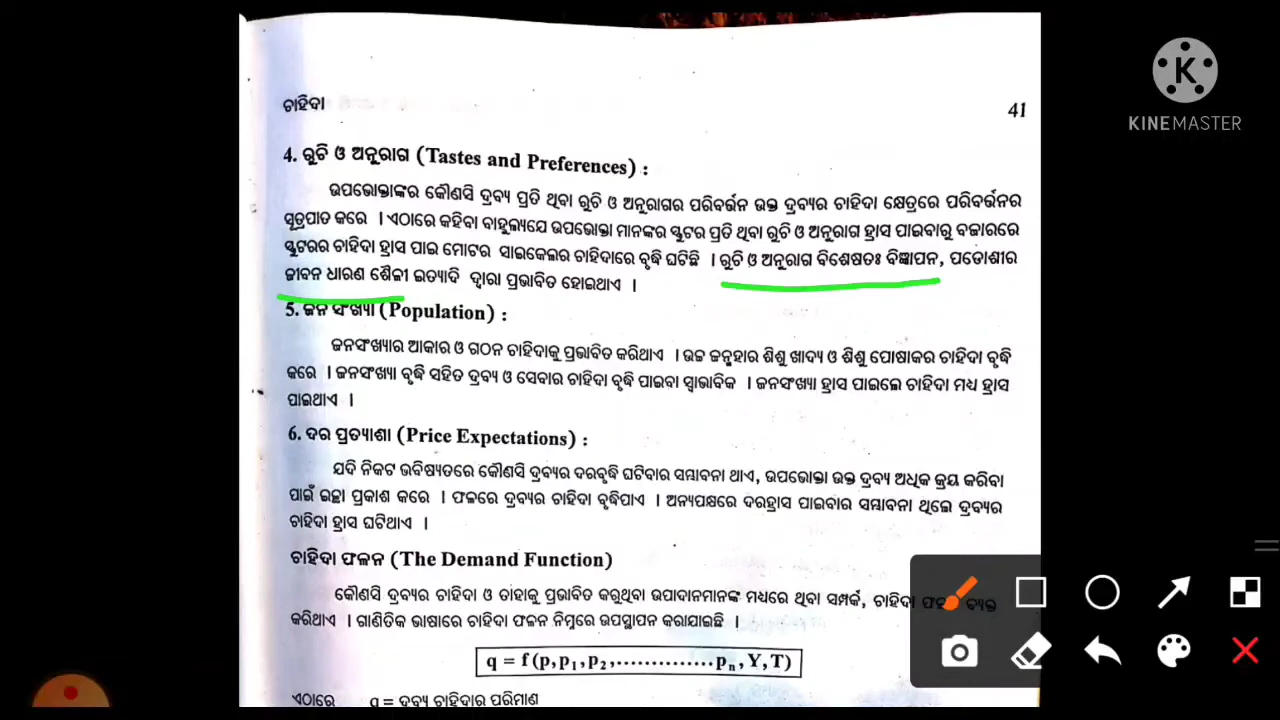 ଚାହିଦା
41
KINEMASTER
4. ରୁଚି ଓ ଅନୁରାଗ (Tastes and Preferences) :
ଉପଭୋକ୍ତାଙ୍କର କୌଣସି ଦ୍ରବ୍ୟ ପ୍ରତି ଥିବା ରୁଚି ଓ ଅନୁରାଗର ପରିବର୍ତ୍ତନ ଉକ୍ତ ଦ୍ରବ୍ୟର ଚାହିଦା କ୍ଷେତ୍ରରେ ପରିବର୍ତ୍ତନର
ସୂତ୍ରପାତ କରେ । ଏଠାରେ କହିବା ବାହୁଲ୍ୟଯେ ଉପଭୋକ୍ତା ମାନଙ୍କର ସ୍କୁଟର ପ୍ରତି ଥିବା ରୁଚି ଓ ଅନୁରାଗ ହ୍ରାସ ପାଇବାରୁ ବଜାରରେ
ସ୍କୁଟରର ଚାହିଦା ହ୍ରାସ ପାଇ ମୋଟର ସାଇକେଲର ଚାହିଦାରେ ବୃଦ୍ଧି ଘଟିଛି । ରୁଚି ଓ ଅନୁରାଗ ବିଶେଷତଃ ବିଜ୍ଞାପନ, ପଡୋଶୀର
ଜୀବନ ଧାରଣ ଶୈଳୀ ଇତ୍ୟାଦି ଦ୍ୱାରା ପ୍ରଭାବିତ ହୋଇଥାଏ ।
5. ଜନ ସଂଖ୍ୟା (Population) :
ଜନସଂଖ୍ୟାର ଆକାର ଓ ଗଠନ ଚାହିଦାକୁ ପ୍ରଭାବିତ କରିଥାଏ । ଉଚ୍ଚ ଜନ୍ମହାର ଶିଶୁ ଖାଦ୍ୟ ଓ ଶିଶୁ ପୋଷାକର ଚାହିଦା ବୃଦ୍ଧି
କରେ । ଜନସଂଖ୍ୟା ବୃଦ୍ଧି ସହିତ ଦ୍ରବ୍ୟ ଓ ସେବାର ଚାହିଦା ବୃଦ୍ଧି ପାଇବା ସ୍ୱାଭାବିକ । ଜନସଂଖ୍ୟା ହ୍ରାସ ପାଇଲେ ଚାହିଦା ମଧ୍ୟ ହ୍ରାସ
ପାଇଥାଏ ।
6. ଦର ପ୍ରତ୍ୟାଶା (Price Expectations) :
ଯଦି ନିକଟ ଭବିଷ୍ୟତରେ କୌଣସି ଦ୍ରବ୍ୟର ଦରବୃଦ୍ଧି ଘଟିବାର ସମ୍ଭାବନା ଥାଏ, ଉପଭୋକ୍ତା ଉକ୍ତ ଦ୍ରବ୍ୟ ଅଧିକ କ୍ରୟ କରିବା
ପାଇଁ ଇଚ୍ଛା ପ୍ରକାଶ କରେ । ଫଳରେ ଦ୍ରବ୍ୟର ଚାହିଦା ବୃଦ୍ଧିପାଏ । ଅନ୍ୟପକ୍ଷରେ ଦରହ୍ରାସ ପାଇବାର ସମ୍ଭାବନା ଥିଲେ ଦ୍ରବ୍ୟର
ଚାହିଦା ହ୍ରାସ ଘଟିଥାଏ ।
ଚାହିଦା ଫଳନ (The Demand Function)
କୌଣସି ଦ୍ରବ୍ୟର ଚାହିଦା ଓ ତାହାକୁ ପ୍ରଭାବିତ କରୁଥିବା ଉପାଦାନମାନଙ୍କ ମଧ୍ୟରେ ଥିବା ସମ୍ପର୍କ, ଚାହିଦା
କରିଥାଏ । ଗାଣିତିକ ଭାଷାରେ ଚାହିଦା ଫଳନ ନିମ୍ନରେ ଉପସ୍ଥାପନ କରାଯାଇଛି ।
q = f (p, p₁, p₂, .............. pₙ, Y, T)
ଏଠାରେ q = ଦ୍ରବ୍ୟ ଚାହିଦାର ପରିମାଣ